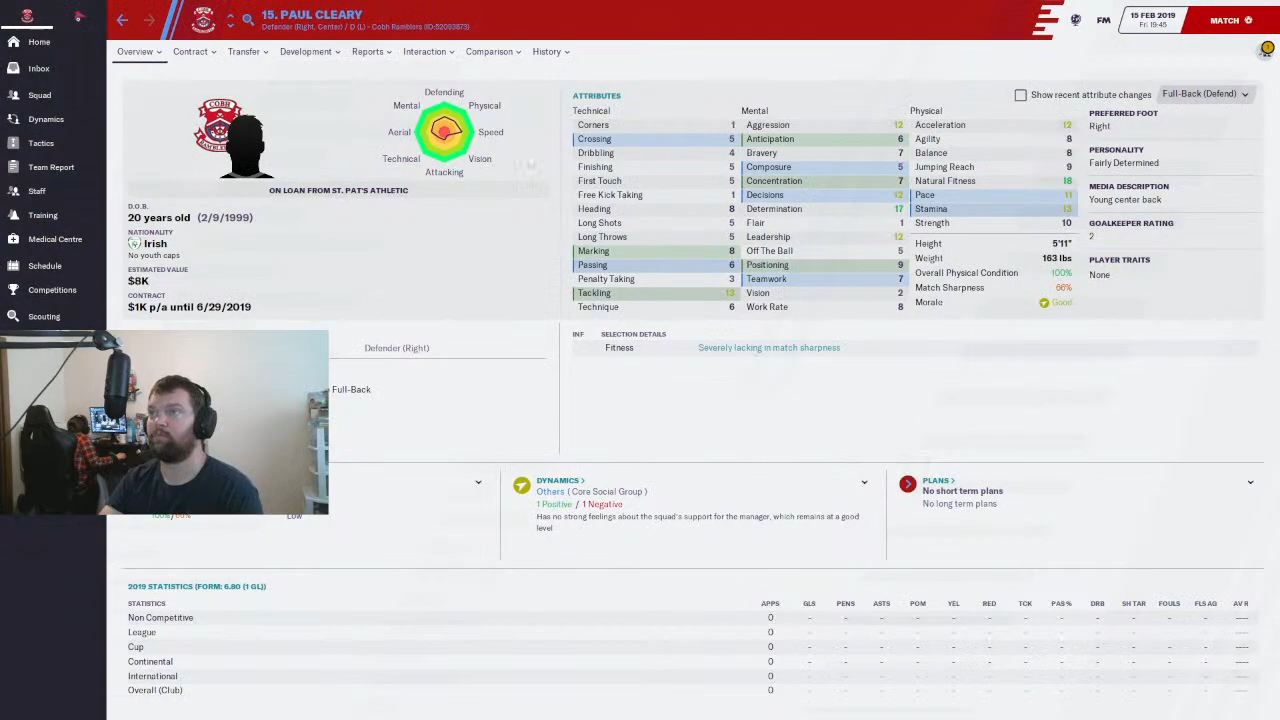 15. PAUL CLEARY
Defender (Right, Center) / D (L) - Cobh Ramblers (ID:52093873)
FM
15 FEB 2019
Fri 19:45
MATCH
Home
Inbox
Squad
Dynamics
Tactics
Team Report
Staff
Training
Medical Centre
Schedule
Competitions
Scouting
Overview
Contract
Transfer
Development
Reports
Interaction
Comparison
History
COBH
Defending
Mental
Physical
Aerial
Speed
Technical
Vision
Attacking
ON LOAN FROM ST. PAT'S ATHLETIC
D.O.B.
20 years old (2/9/1999)
NATIONALITY
Irish
No youth caps
ESTIMATED VALUE
$8K
CONTRACT
$1K p/a until 6/29/2019
ATTRIBUTES
Show recent attribute changes
Full-Back (Defend)
Technical
Corners 1
Crossing 5
Dribbling 4
Finishing 5
First Touch 5
Free Kick Taking 1
Heading 8
Long Shots 5
Long Throws 5
Marking 8
Passing 6
Penalty Taking 3
Tackling 13
Technique 6
Mental
Aggression 12
Anticipation 6
Bravery 7
Composure 5
Concentration 7
Decisions 12
Determination 17
Flair 1
Leadership 12
Off The Ball 5
Positioning 9
Teamwork 7
Vision 2
Work Rate 8
Physical
Acceleration 12
Agility 8
Balance 8
Jumping Reach 9
Natural Fitness 18
Pace 11
Stamina 13
Strength 10
Height 5'11"
Weight 163 lbs
Overall Physical Condition 100%
Match Sharpness 66%
Morale Good
PREFERRED FOOT
Right
PERSONALITY
Fairly Determined
MEDIA DESCRIPTION
Young center back
GOALKEEPER RATING
2
PLAYER TRAITS
None
INF SELECTION DETAILS
Fitness Severely lacking in match sharpness
Defender (Right)
Full-Back
100% / 66%
Low
DYNAMICS >
Others ( Core Social Group )
1 Positive / 1 Negative
Has no strong feelings about the squad's support for the manager, which remains at a good
level
PLANS >
No short term plans
No long term plans
2019 STATISTICS (FORM: 6.80 (1 GL))
STATISTICS APPS GLS PENS ASTS POM YEL RED TCK PAS % DRB SH TAR FOULS FLS AG AV R
Non Competitive 0 - - - - - - - - - - - - ----
League 0 - - - - - - - - - - - - ----
Cup 0 - - - - - - - - - - - - ----
Continental 0 - - - - - - - - - - - - ----
International 0 - - - - - - - - - - - - ----
Overall (Club) 0 - - - - - - - - - - - - ----